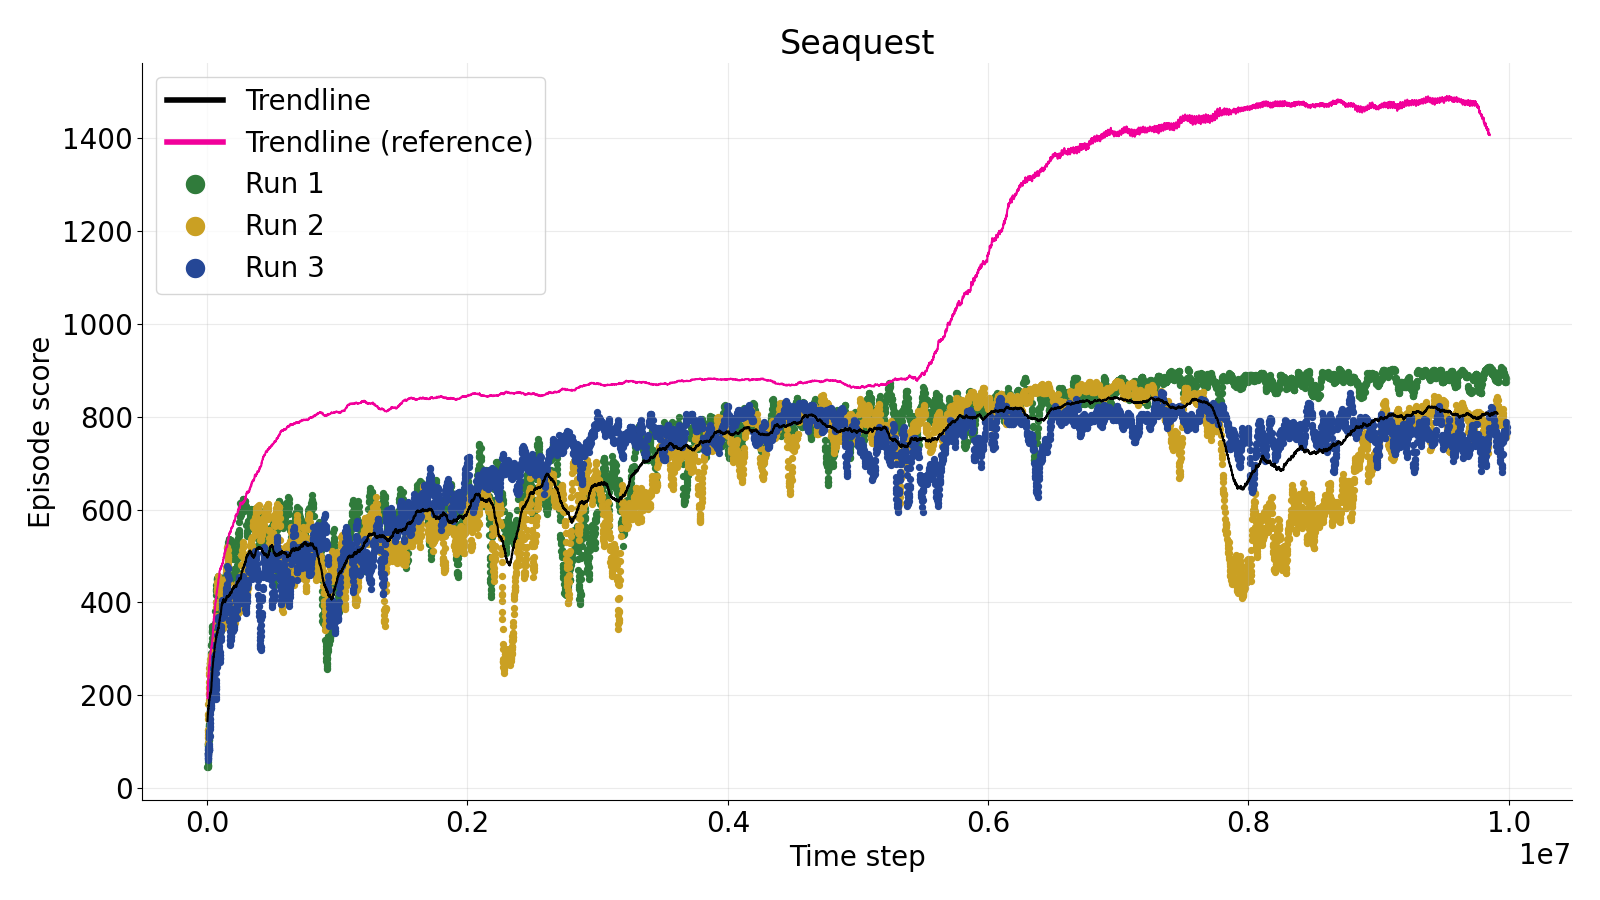 Seaquest
Trendline
Trendline (reference)
Run 1
Run 2
Run 3
Episode score
1400
1200
1000
800
600
400
200
0
0.0 0.2 0.4 0.6 0.8 1.0
1e7
Time step